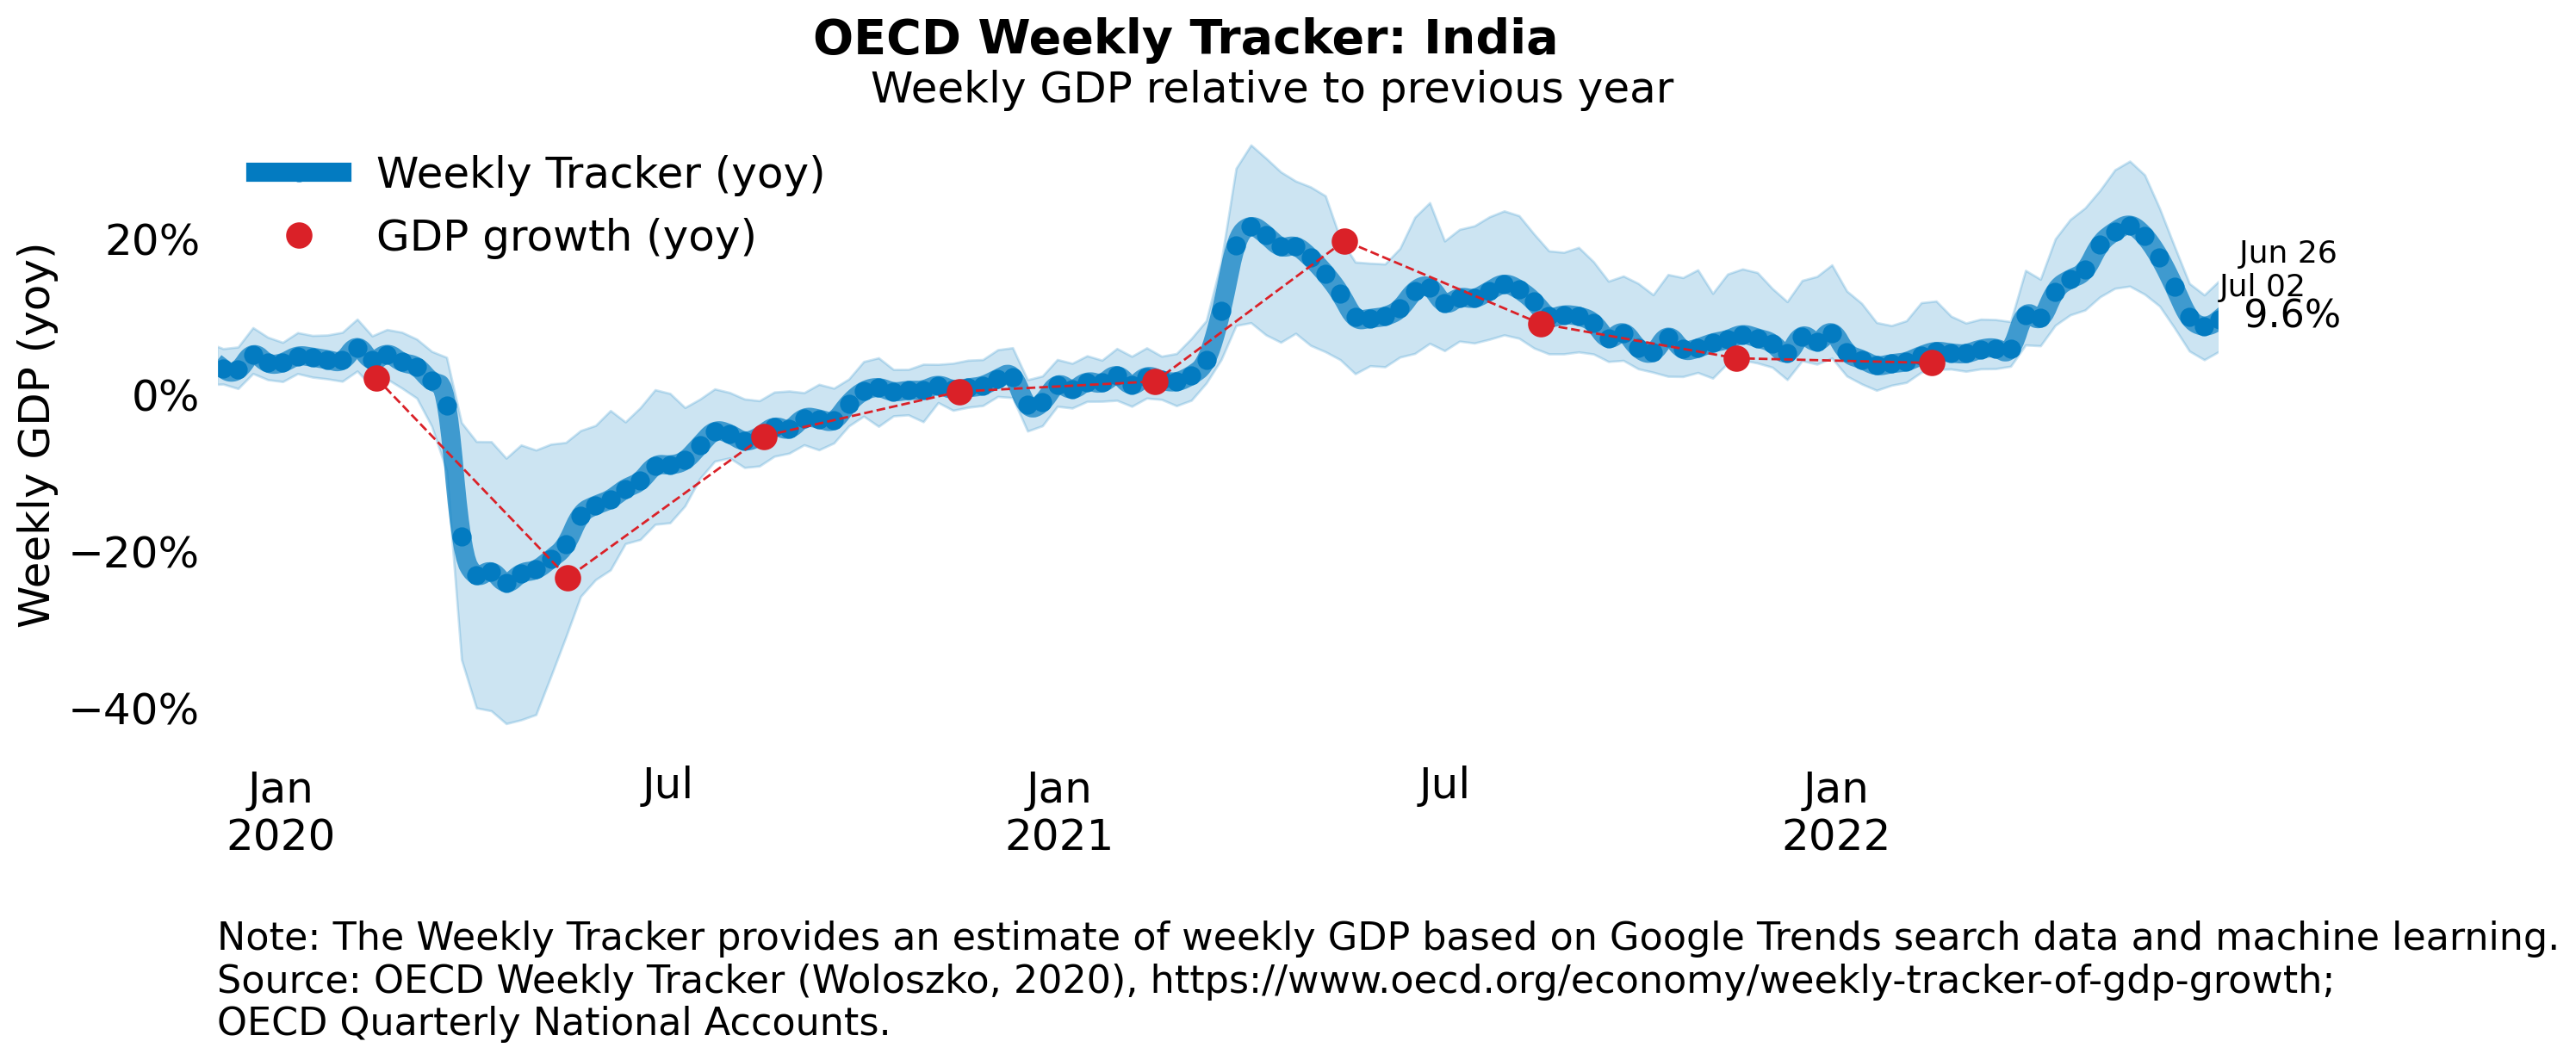 OECD Weekly Tracker: India
Weekly GDP relative to previous year
Weekly Tracker (yoy)
GDP growth (yoy)
Weekly GDP (yoy)
20%
0%
−20%
−40%
Jun 26
Jul 02
9.6%
Jan
2020
Jul
Jan
2021
Jul
Jan
2022
Note: The Weekly Tracker provides an estimate of weekly GDP based on Google Trends search data and machine learning.
Source: OECD Weekly Tracker (Woloszko, 2020), https://www.oecd.org/economy/weekly-tracker-of-gdp-growth;
OECD Quarterly National Accounts.